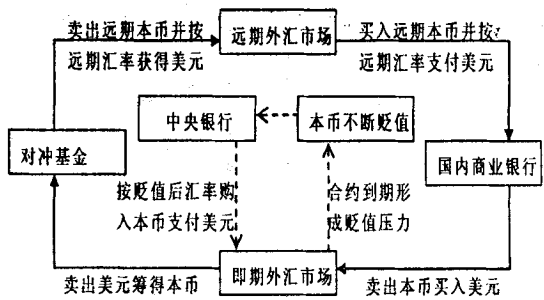 卖出远期本币并按
远期汇率获得美元
远期外汇市场
买入远期本币并按
远期汇率支付美元
中央银行
本币不断贬值
对冲基金
国内商业银行
按贬值后汇率购
入本币支付美元
合约到期形
成贬值压力
卖出美元筹得本币
即期外汇市场
卖出本币买入美元